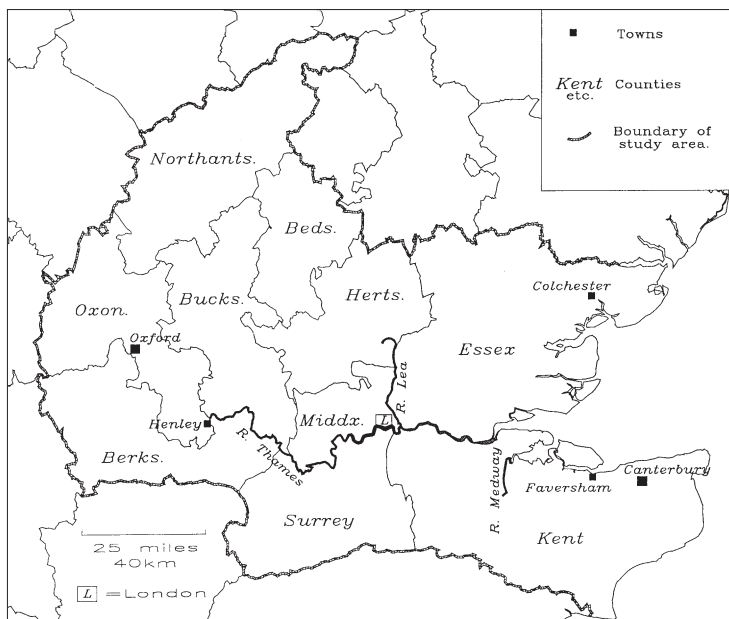 Towns
Kent
etc.
Counties
Boundary of
study area.
Northants.
Beds.
Bucks.
Herts.
Colchester
Oxon.
Oxford
Essex
R. Lea
Henley
Middx.
L
R. Thames
Berks.
R. Medway
Canterbury
Faversham
Surrey
Kent
25 miles
40km
L =London